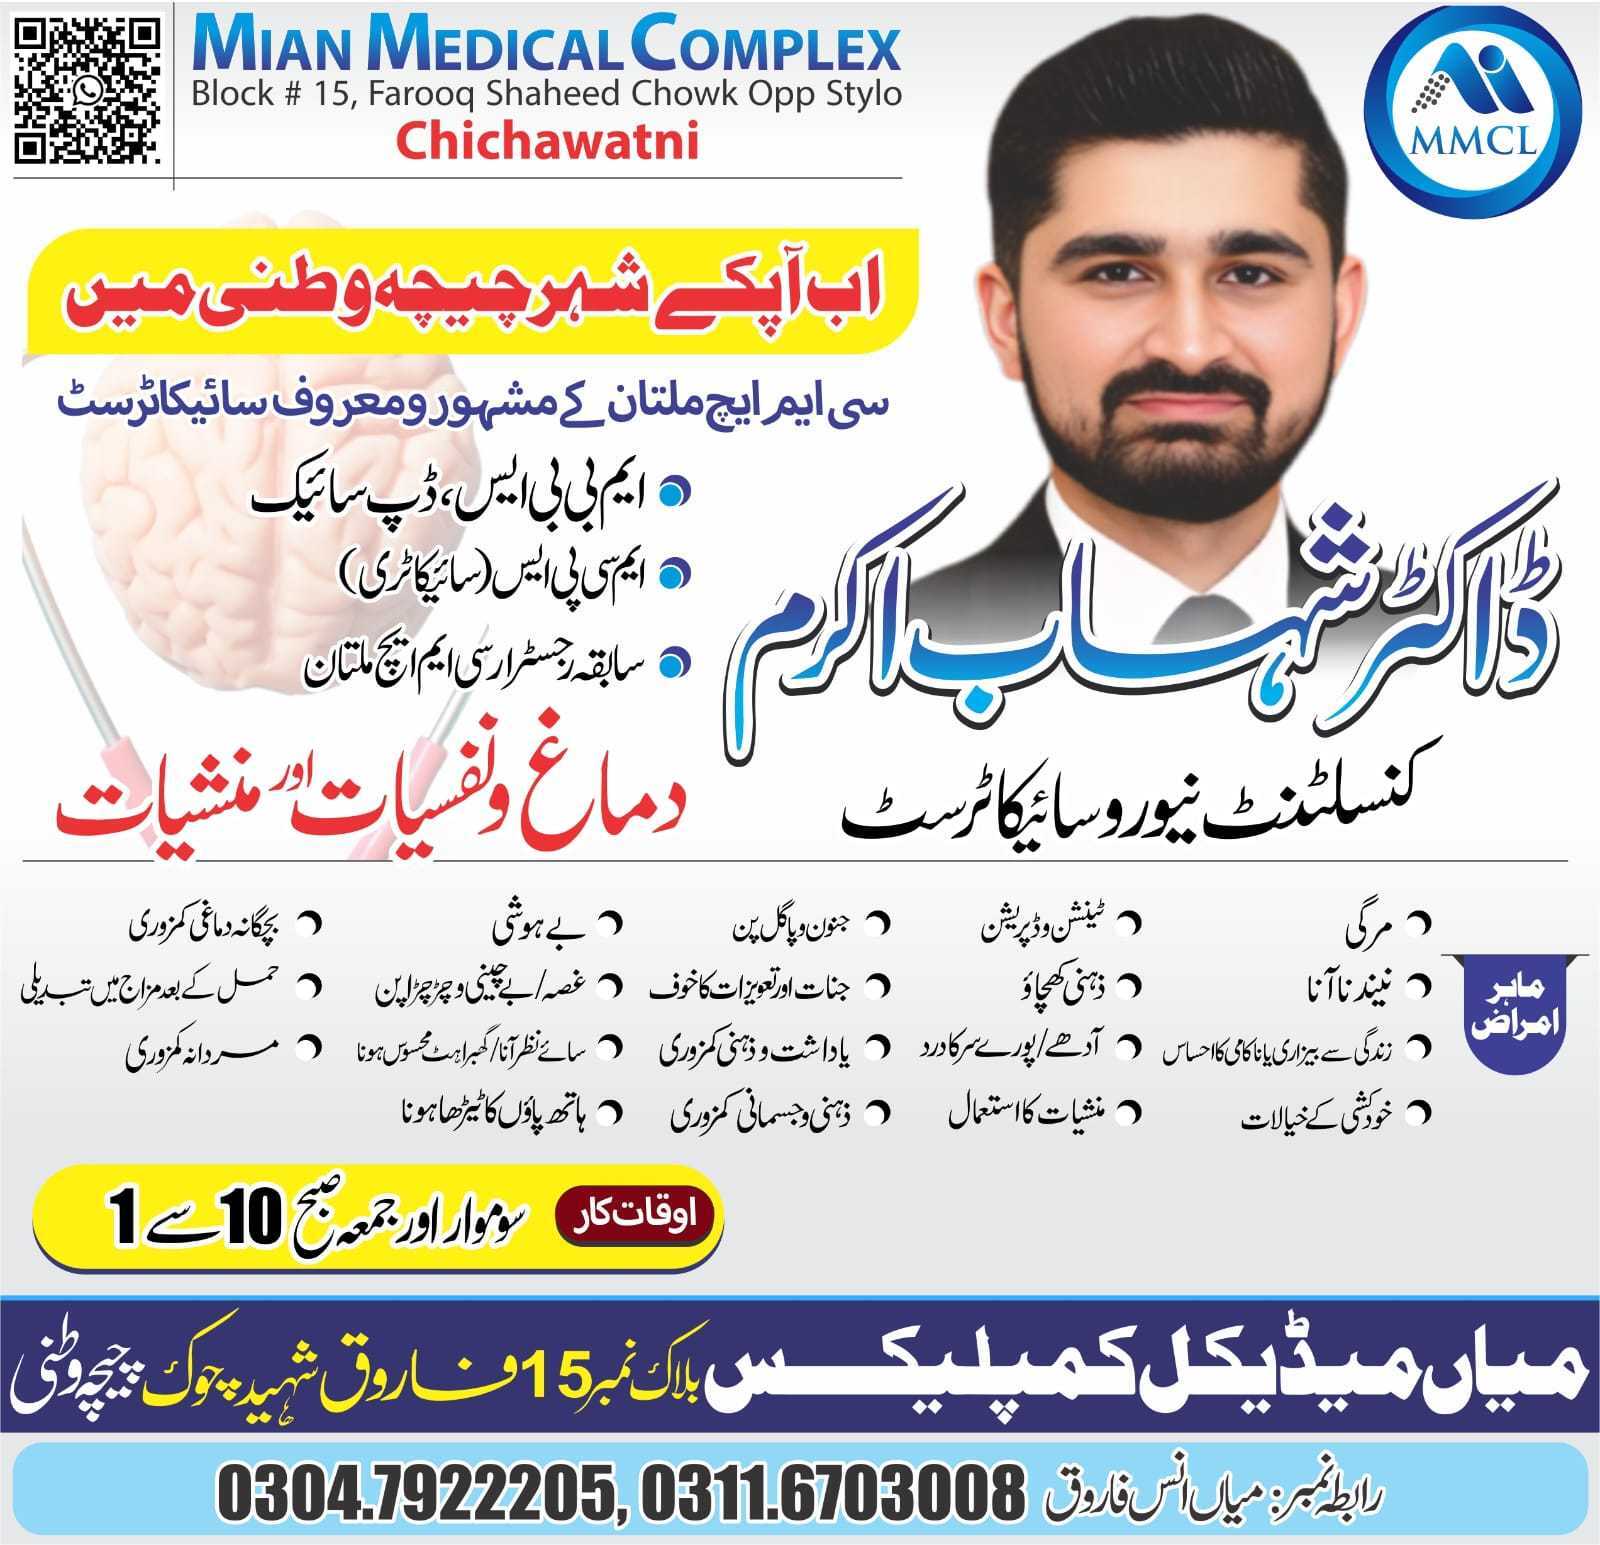 MIAN MEDICAL COMPLEX
Block # 15, Farooq Shaheed Chowk Opp Stylo
Chichawatni
MMCL
اب آپکے شہر چیچہ وطنی میں
سی ایم ایچ ملتان کے مشہور و معروف سائیکاٹرسٹ
ایم بی بی ایس، ڈپ سائیک
ایم سی پی ایس (سائیکاٹری)
سابقہ رجسٹرار سی ایم ایچ ملتان
ڈاکٹر شہاب اکرم
کنسلٹنٹ نیورو سائیکاٹرسٹ
دماغ و نفسیات اور منشیات
ماہر امراض
مرگی
نیند نا آنا
زندگی سے بیزاری یا ناکامی کا احساس
خودکشی کے خیالات
ٹینشن و ڈپریشن
ذہنی کھچاؤ
آدھے/پورے سر کا درد
منشیات کا استعمال
جنون و پاگل پن
جنات اور تعویزات کا خوف
یاداشت و ذہنی کمزوری
ذہنی و جسمانی کمزوری
بے ہوشی
غصہ/بے چینی و چڑچڑاپن
سائے نظر آنا/گھبراہٹ محسوس ہونا
ہاتھ پاؤں کا ٹیڑھا ہونا
بچگانہ دماغی کمزوری
حمل کے بعد مزاج میں تبدیلی
مردانہ کمزوری
اوقات کار
سوموار اور جمعہ صبح 10 سے 1
میاں میڈیکل کمپلیکس بلاک نمبر 15 فاروق شہید چوک چیچہ وطنی
رابطہ نمبر: میاں انس فاروق 0304.7922205, 0311.6703008